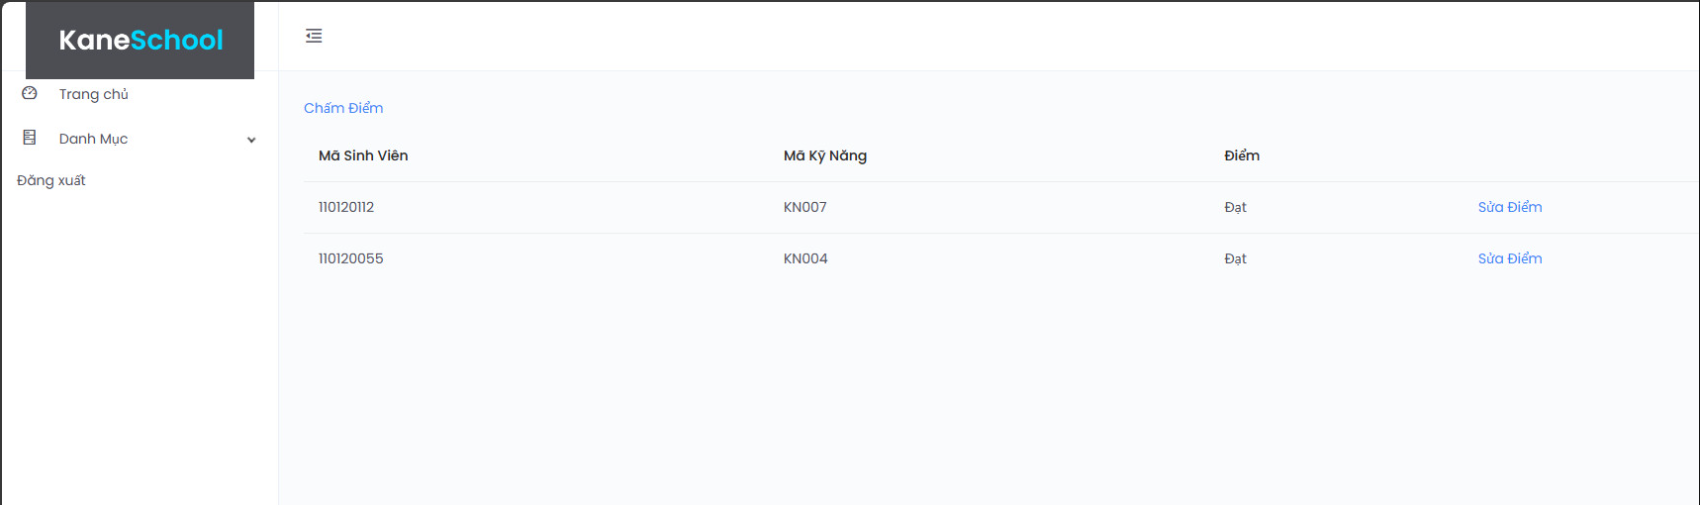 KaneSchool
Trang chủ
Danh Mục
Đăng xuất
Chấm Điểm
Mã Sinh Viên Mã Kỹ Năng Điểm
110120112 KN007 Đạt Sửa Điểm
110120055 KN004 Đạt Sửa Điểm